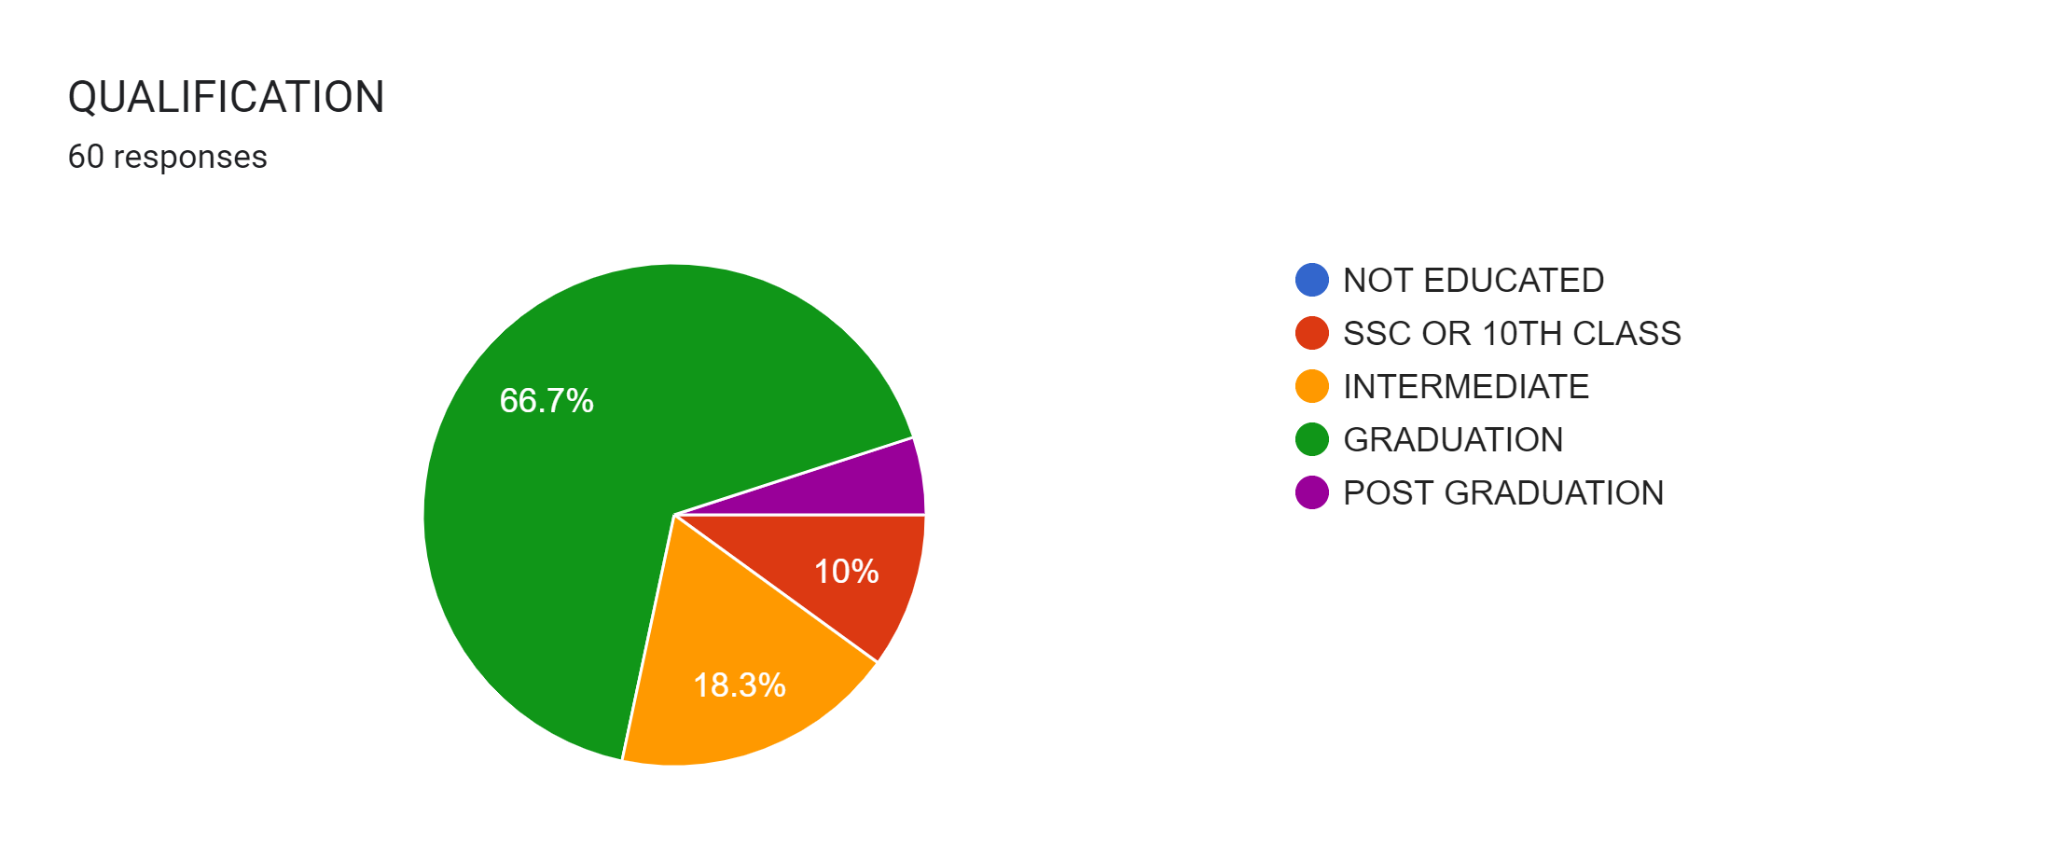 QUALIFICATION
60 responses
66.7%
10%
18.3%
NOT EDUCATED
SSC OR 10TH CLASS
INTERMEDIATE
GRADUATION
POST GRADUATION